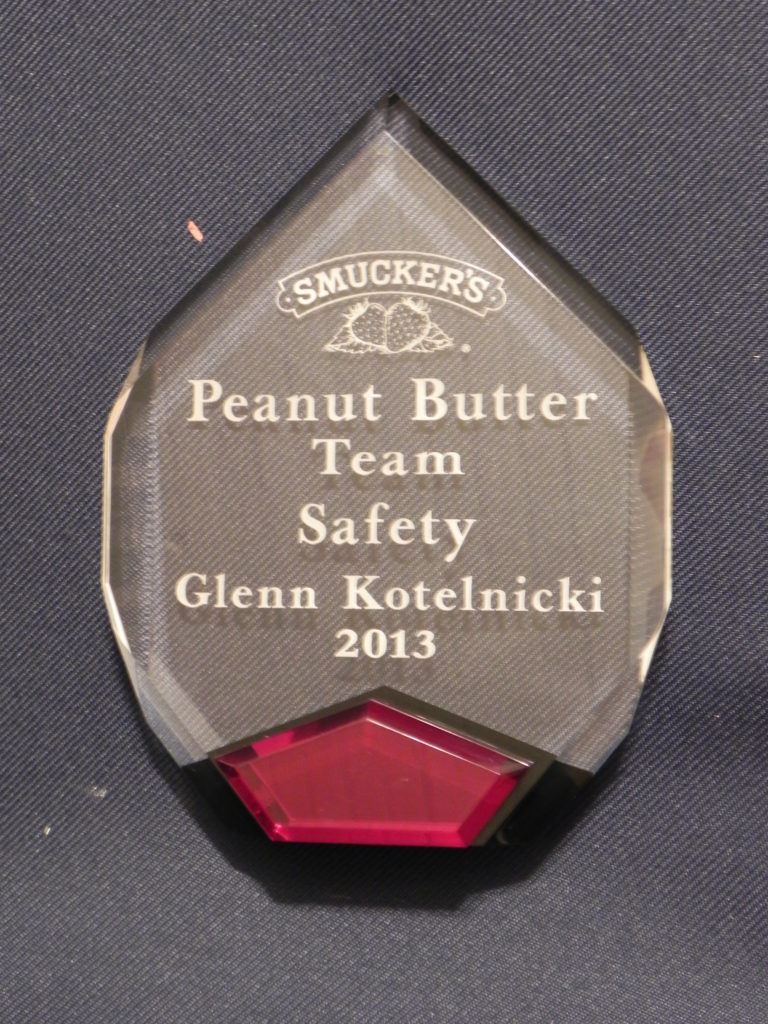 SMUCKER'S
Peanut Butter
Team
Safety
Glenn Kotelnicki
2013